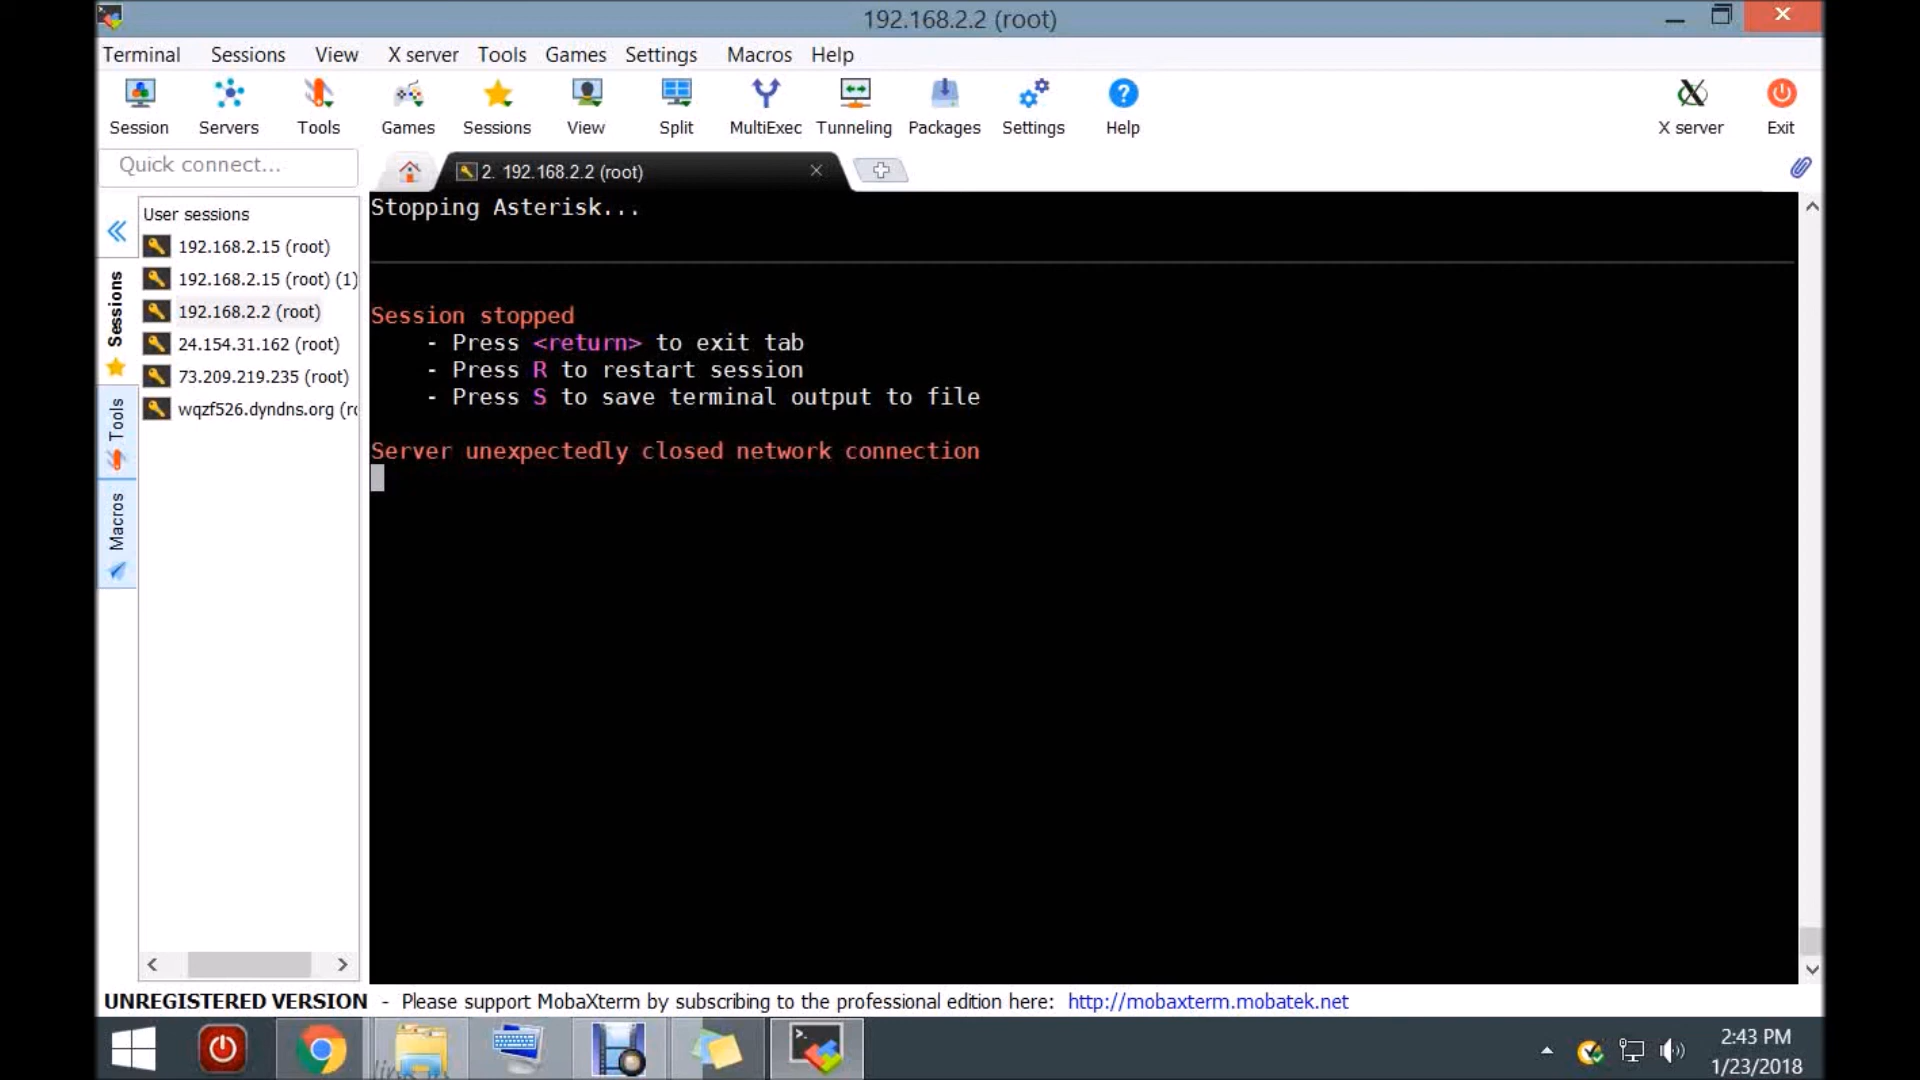 192.168.2.2 (root)
Terminal Sessions View X server Tools Games Settings Macros Help
Session Servers Tools Games Sessions View Split MultiExec Tunneling Packages Settings Help X server Exit
Quick connect...
2. 192.168.2.2 (root)
Sessions
Tools
Macros
User sessions
192.168.2.15 (root)
192.168.2.15 (root) (1)
192.168.2.2 (root)
24.154.31.162 (root)
73.209.219.235 (root)
wqzf526.dyndns.org (ro
Stopping Asterisk...
Session stopped
- Press <return> to exit tab
- Press R to restart session
- Press S to save terminal output to file
Server unexpectedly closed network connection
UNREGISTERED VERSION - Please support MobaXterm by subscribing to the professional edition here: http://mobaxterm.mobatek.net
2:43 PM
1/23/2018